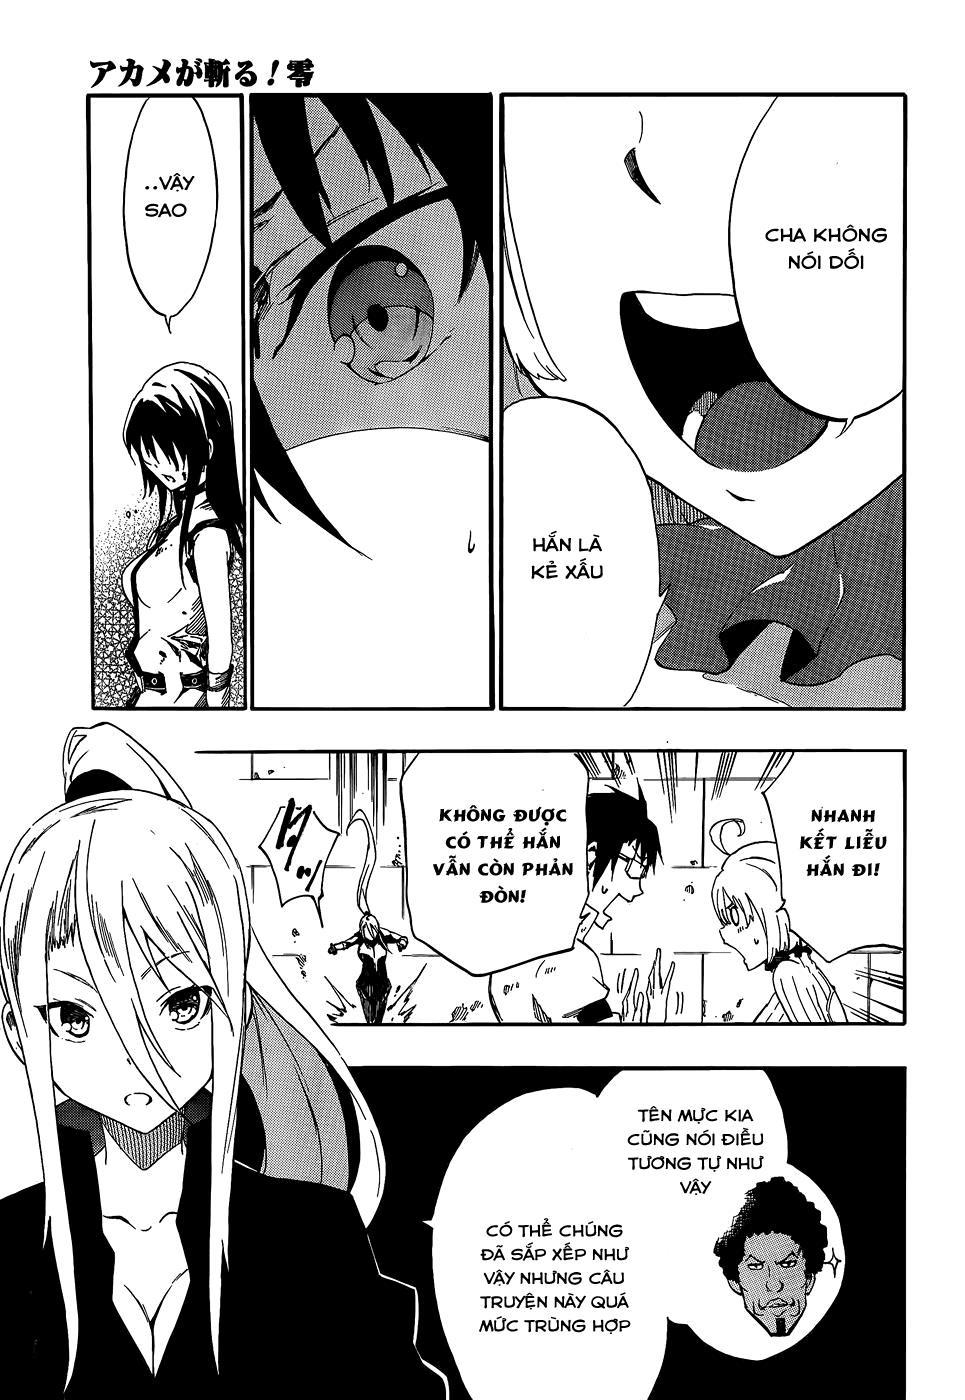 アカメが斬る！零
CHA KHÔNG
NÓI DỐI
HẮN LÀ
KẺ XẤU
..VẬY
SAO
NHANH
KẾT LIỄU
HẮN ĐI!
KHÔNG ĐƯỢC
CÓ THỂ HẮN
VẪN CÒN PHẢN
ĐÒN!
TÊN MỰC KIA
CŨNG NÓI ĐIỀU
TƯƠNG TỰ NHƯ
VẬY
CÓ THỂ CHÚNG
ĐÃ SẮP XẾP NHƯ
VẬY NHƯNG CÂU
TRUYỆN NÀY QUÁ
MỨC TRÙNG HỢP